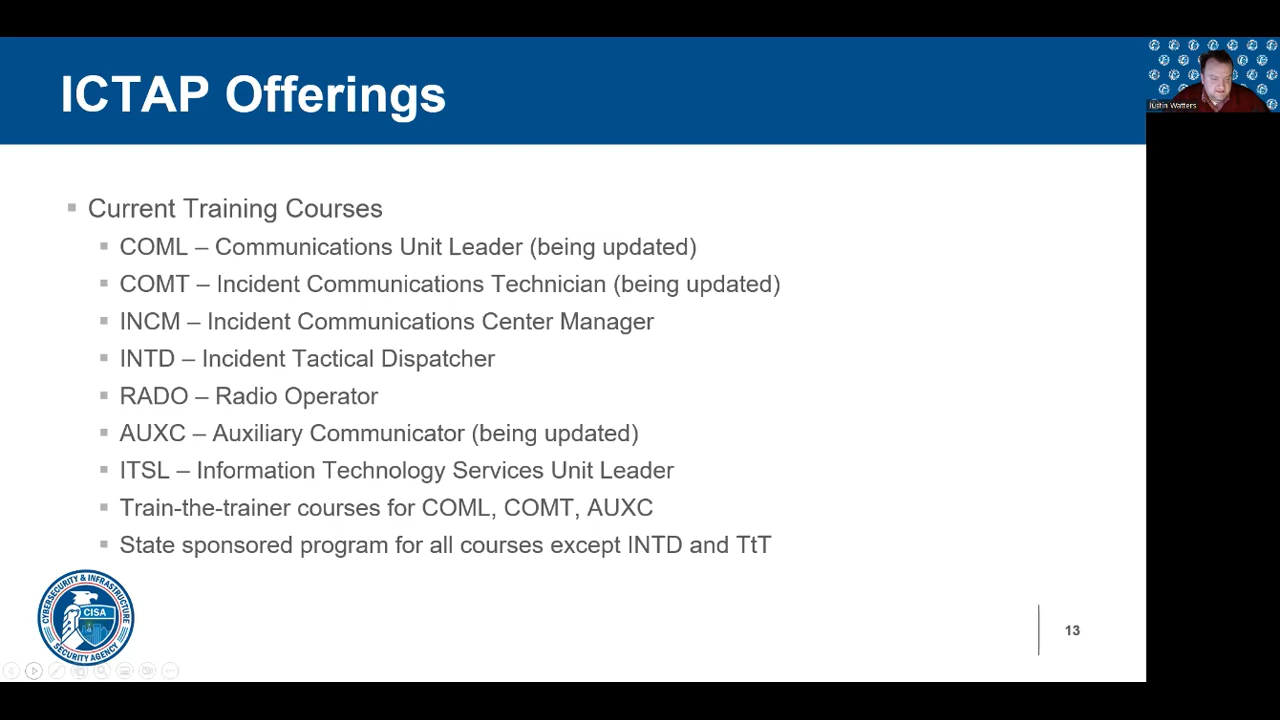 ICTAP Offerings
Justin Watters
Current Training Courses
COML – Communications Unit Leader (being updated)
COMT – Incident Communications Technician (being updated)
INCM – Incident Communications Center Manager
INTD – Incident Tactical Dispatcher
RADO – Radio Operator
AUXC – Auxiliary Communicator (being updated)
ITSL – Information Technology Services Unit Leader
Train-the-trainer courses for COML, COMT, AUXC
State sponsored program for all courses except INTD and TtT
CYBERSECURITY & INFRASTRUCTURE
CISA
SECURITY AGENCY
13